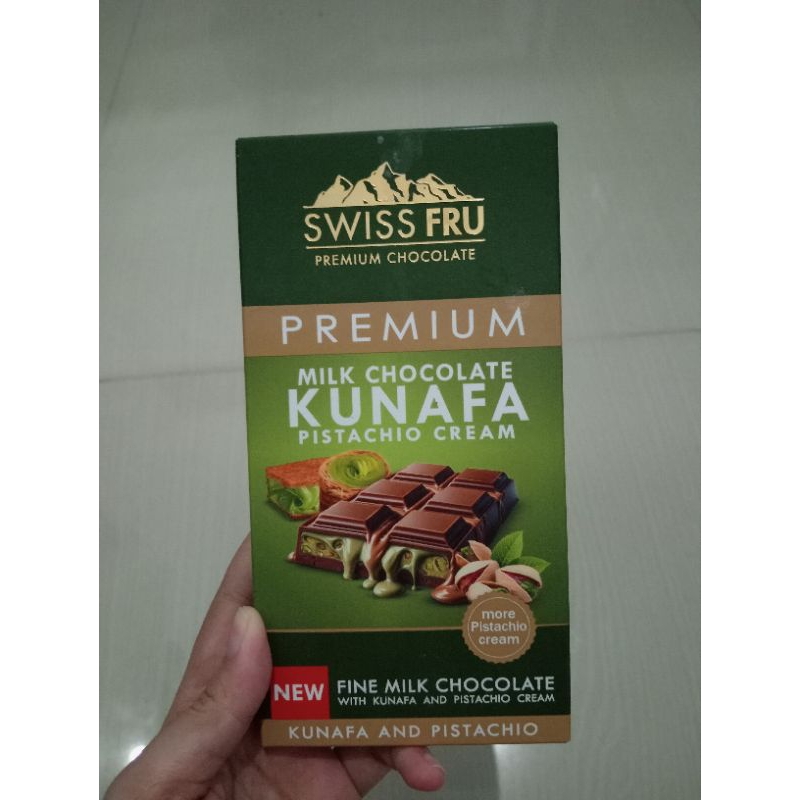 SWISS FRU
PREMIUM CHOCOLATE
PREMIUM
MILK CHOCOLATE
KUNAFA
PISTACHIO CREAM
more
Pistachio
cream
NEW
FINE MILK CHOCOLATE
WITH KUNAFA AND PISTACHIO CREAM
KUNAFA AND PISTACHIO